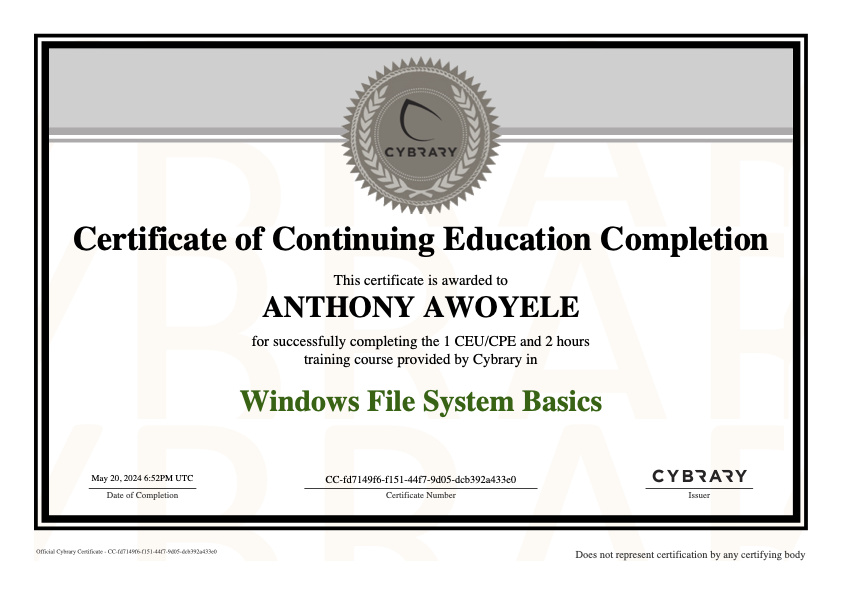 CYBRARY
Certificate of Continuing Education Completion
This certificate is awarded to
ANTHONY AWOYELE
for successfully completing the 1 CEU/CPE and 2 hours
training course provided by Cybrary in
Windows File System Basics
May 20, 2024 6:52PM UTC
Date of Completion
CC-fd7149f6-f151-44f7-9d05-dcb392a433e0
Certificate Number
CYBRARY
Issuer
Official Cybrary Certificate - CC-fd7149f6-f151-44f7-9d05-dcb392a433e0
Does not represent certification by any certifying body